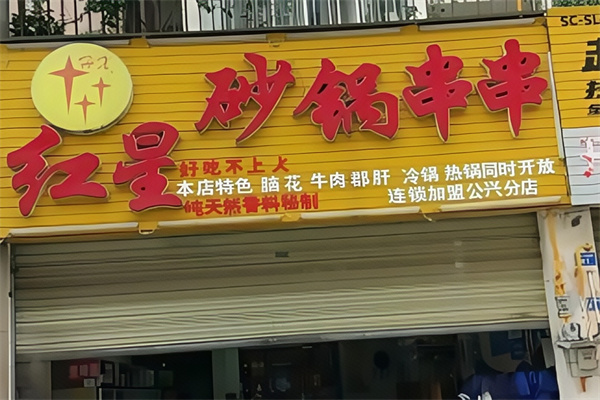 红星砂锅串串
好吃不上火
本店特色 脑花 牛肉郡肝 冷锅 热锅同时开放
纯天然香料秘制
连锁加盟公兴分店
SC-SL